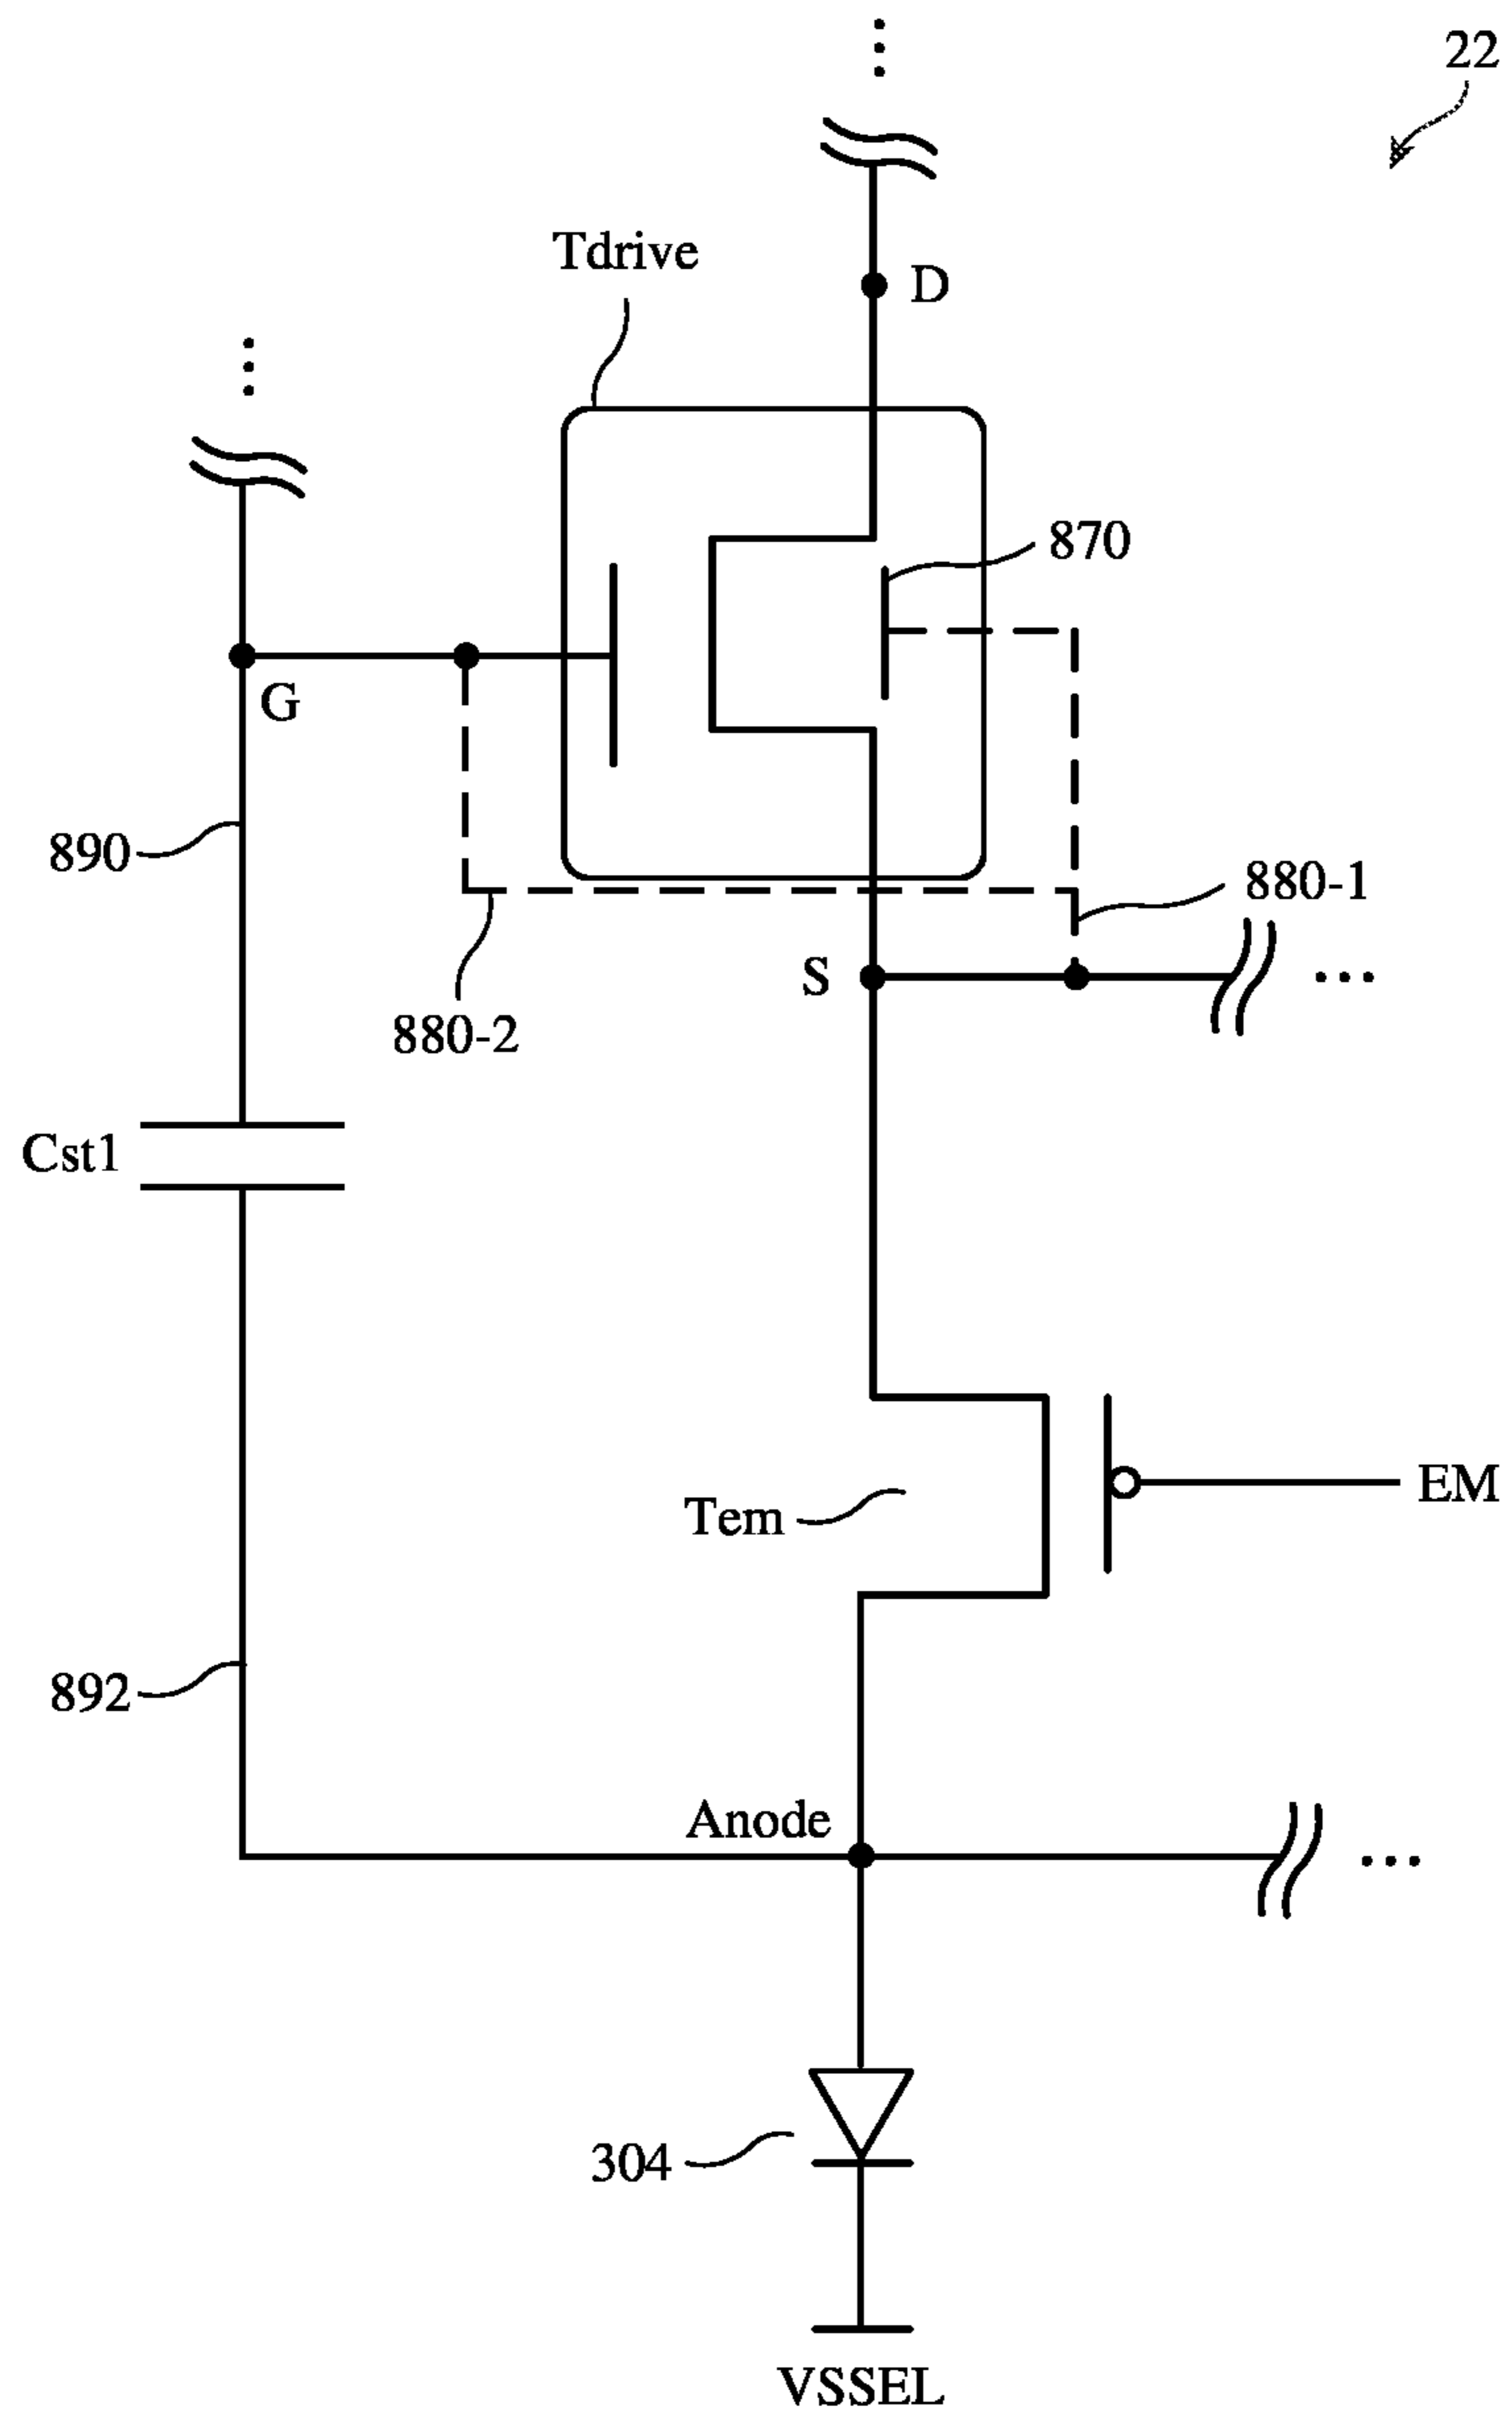 22
Tdrive
D
870
G
890
880-1
S
880-2
Cst1
EM
Tem
892
Anode
304
VSSEL